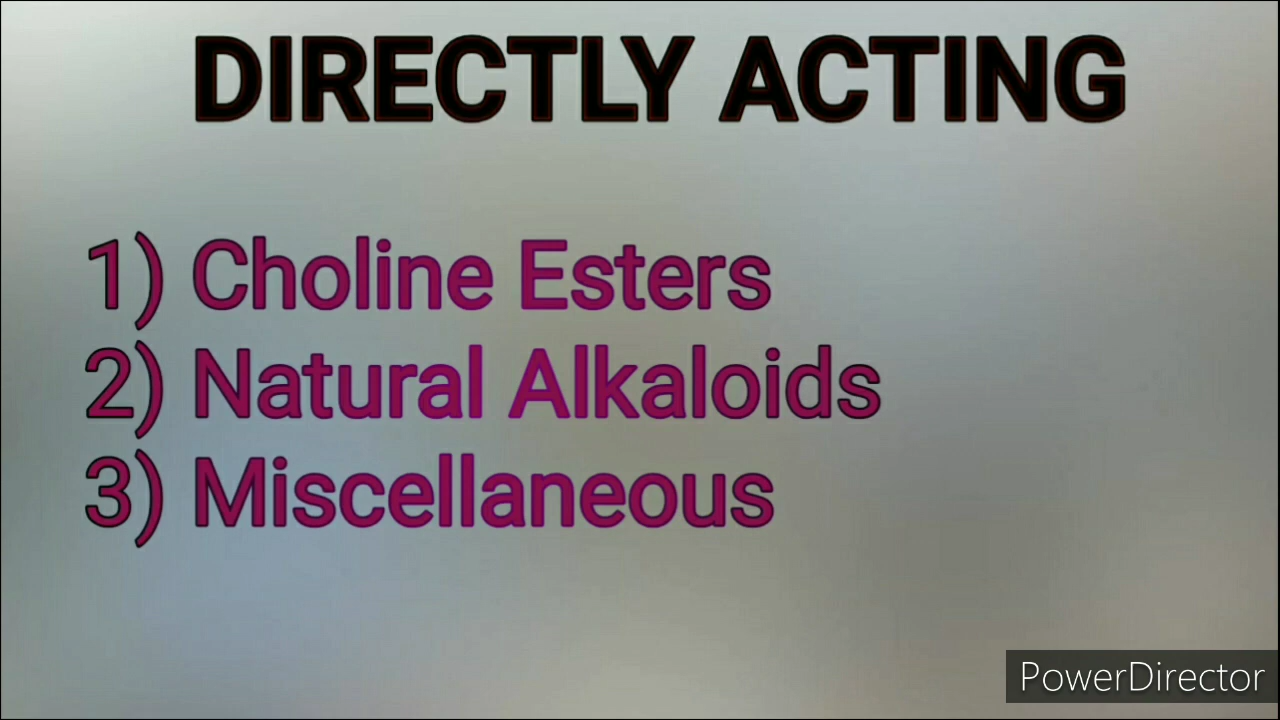 DIRECTLY ACTING
1) Choline Esters
2) Natural Alkaloids
3) Miscellaneous
PowerDirector